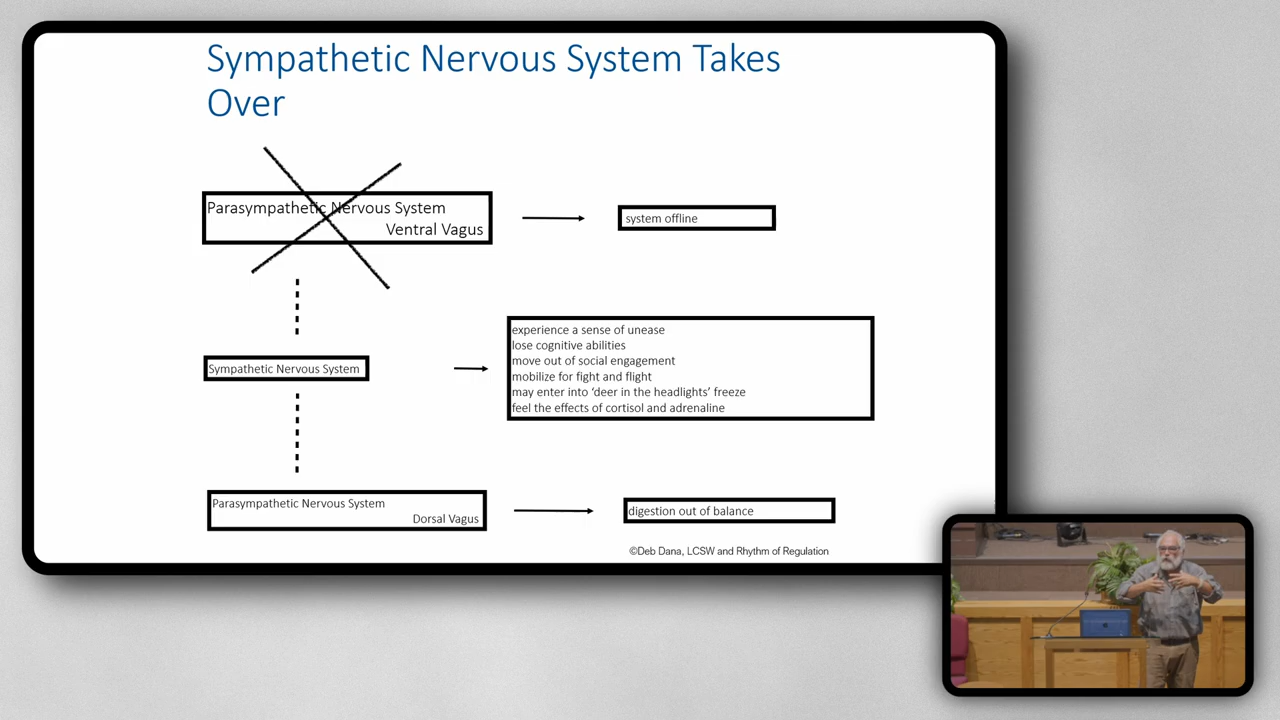 Sympathetic Nervous System Takes
Over
Parasympathetic Nervous System
Ventral Vagus
system offline
Sympathetic Nervous System
experience a sense of unease
lose cognitive abilities
move out of social engagement
mobilize for fight and flight
may enter into ‘deer in the headlights’ freeze
feel the effects of cortisol and adrenaline
Parasympathetic Nervous System
Dorsal Vagus
digestion out of balance
©Deb Dana, LCSW and Rhythm of Regulation